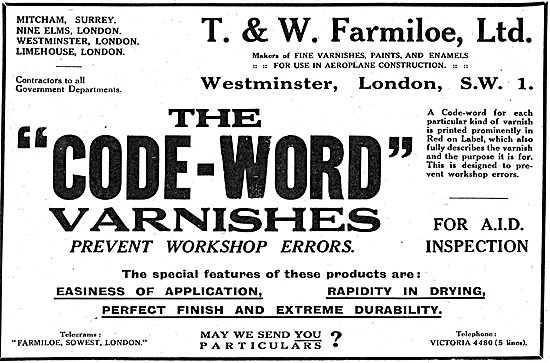 MITCHAM, SURREY.
NINE ELMS, LONDON.
WESTMINSTER, LONDON.
LIMEHOUSE, LONDON.
Contractors to all
Government Departments.
T. & W. Farmiloe, Ltd.
Makers of FINE VARNISHES, PAINTS, AND ENAMELS
:: :: FOR USE IN AEROPLANE CONSTRUCTION. :: ::
Westminster, London, S.W. 1.
THE
"CODE-WORD"
VARNISHES
PREVENT WORKSHOP ERRORS.
A Code-word for each
particular kind of varnish
is printed prominently in
Red on Label, which also
fully describes the varnish
and the purpose it is for.
This is designed to pre-
vent workshop errors.
FOR A.I.D.
INSPECTION
The special features of these products are:
EASINESS OF APPLICATION, RAPIDITY IN DRYING,
PERFECT FINISH AND EXTREME DURABILITY.
Telegrams:
"FARMILOE, SOWEST, LONDON."
MAY WE SEND YOU
PARTICULARS ?
Telephone:
VICTORIA 4480 (5 lines).